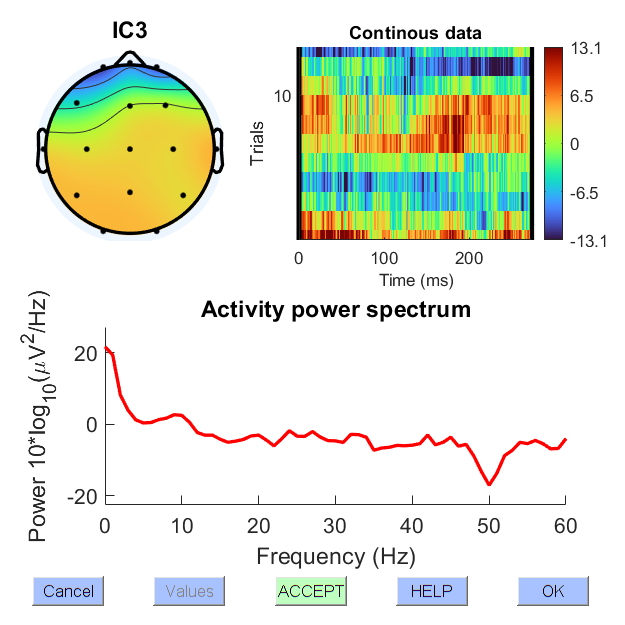 IC3
Continous data
Trials
10
13.1
6.5
0
-6.5
-13.1
0
100
200
Time (ms)
Activity power spectrum
Power 10*log10(μV2/Hz)
20
0
-20
0
10
20
30
40
50
60
Frequency (Hz)
Cancel
Values
ACCEPT
HELP
OK